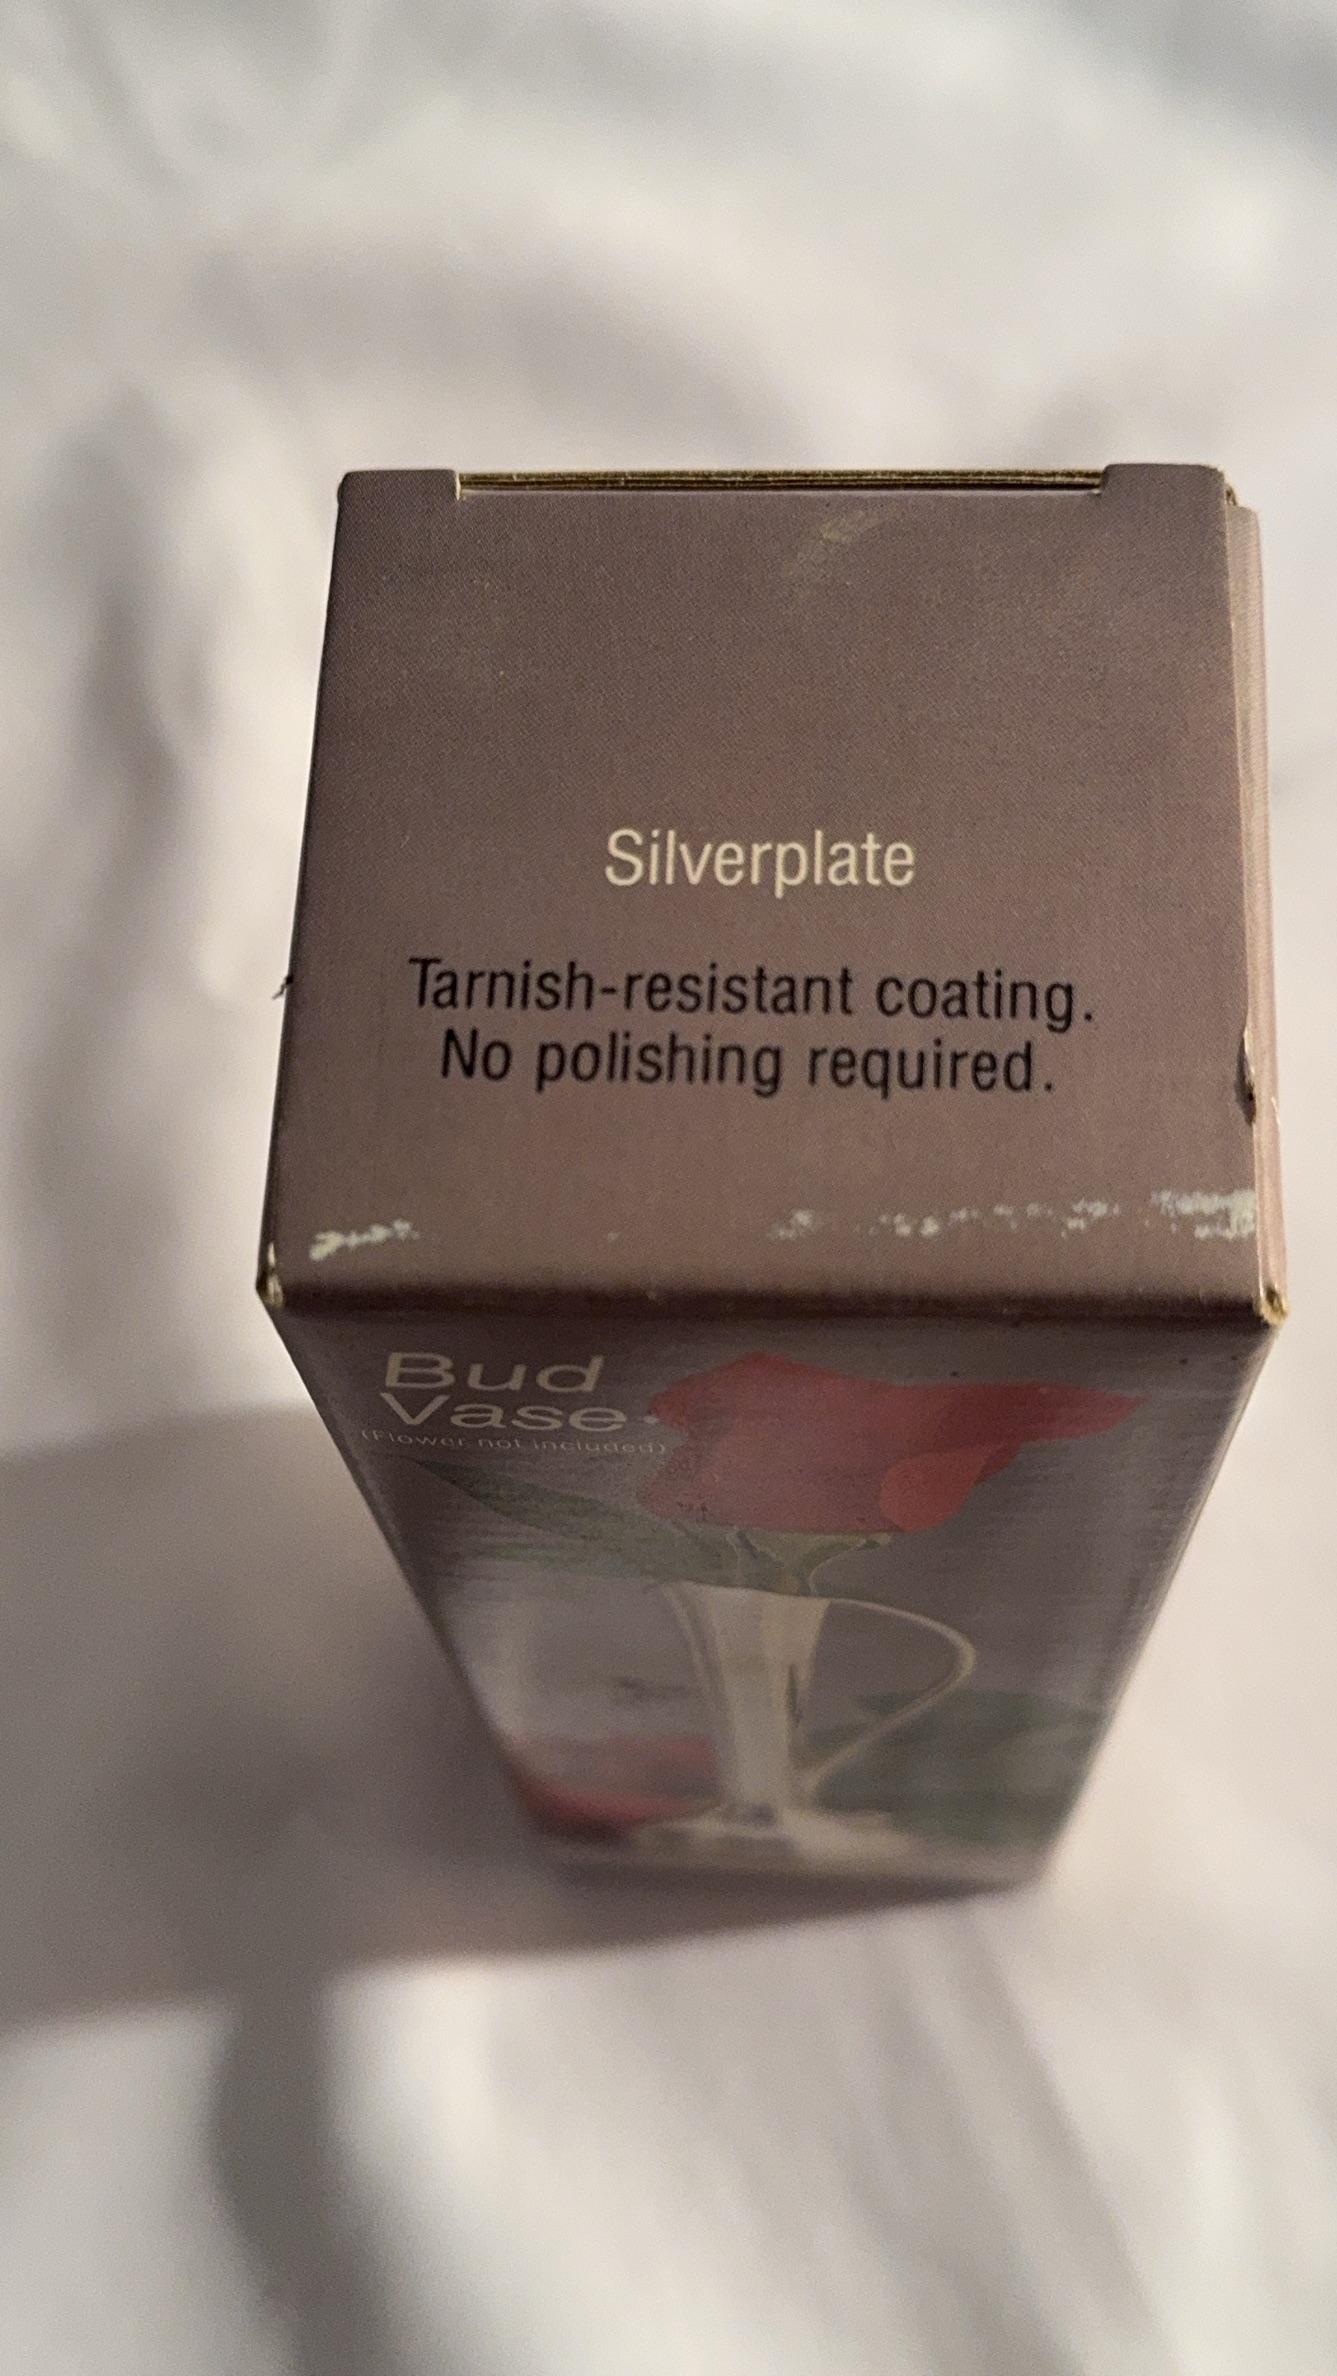 Silverplate
Tarnish-resistant coating.
No polishing required.
Bud
Vase
(Flower not included)